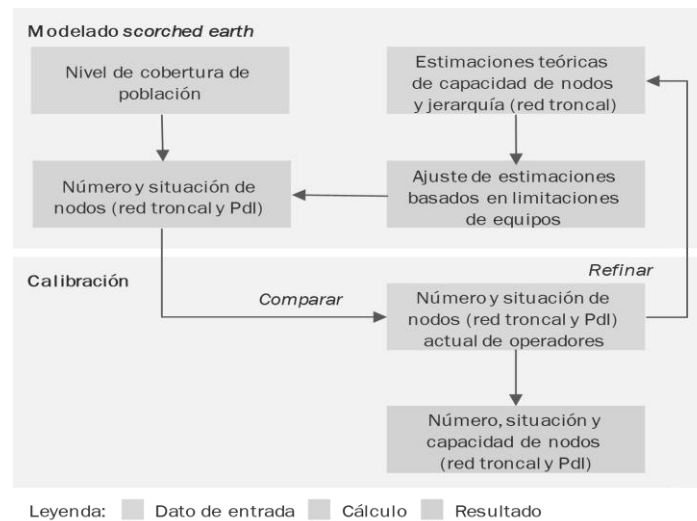 Modelado scorched earth
Nivel de cobertura de
población
Estimaciones teóricas
de capacidad de nodos
y jerarquía (red troncal)
Número y situación de
nodos (red troncal y PdI)
Ajuste de estimaciones
basados en limitaciones
de equipos
Calibración
Refinar
Comparar
Número y situación de
nodos (red troncal y PdI)
actual de operadores
Número, situación y
capacidad de nodos
(red troncal y PdI)
Leyenda: Dato de entrada Cálculo Resultado